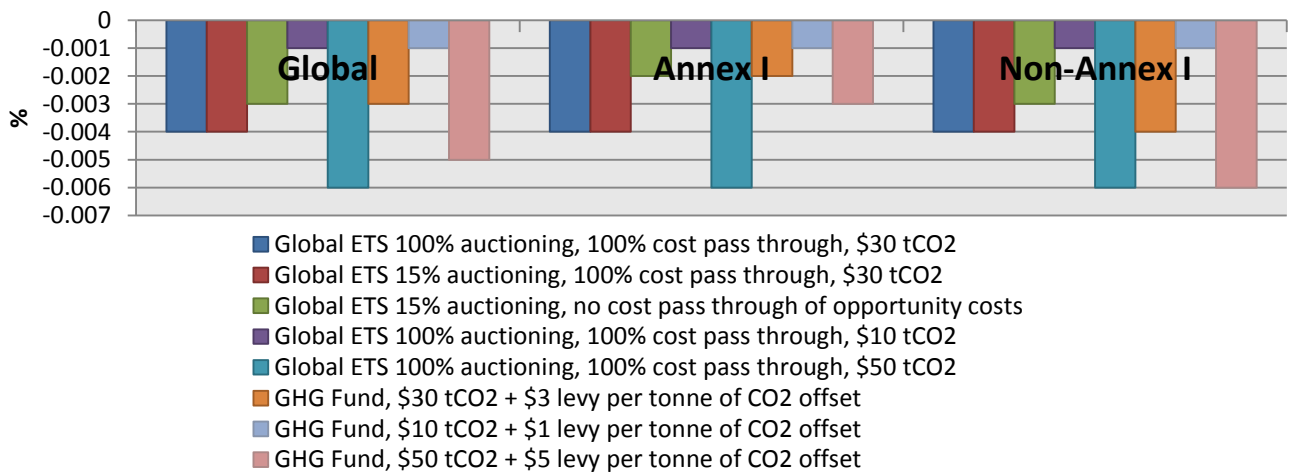 0
-0.001
-0.002
-0.003
-0.004
-0.005
-0.006
-0.007
%
Global Annex I Non-Annex I
Global ETS 100% auctioning, 100% cost pass through, $30 tCO2
Global ETS 15% auctioning, 100% cost pass through, $30 tCO2
Global ETS 15% auctioning, no cost pass through of opportunity costs
Global ETS 100% auctioning, 100% cost pass through, $10 tCO2
Global ETS 100% auctioning, 100% cost pass through, $50 tCO2
GHG Fund, $30 tCO2 + $3 levy per tonne of CO2 offset
GHG Fund, $10 tCO2 + $1 levy per tonne of CO2 offset
GHG Fund, $50 tCO2 + $5 levy per tonne of CO2 offset